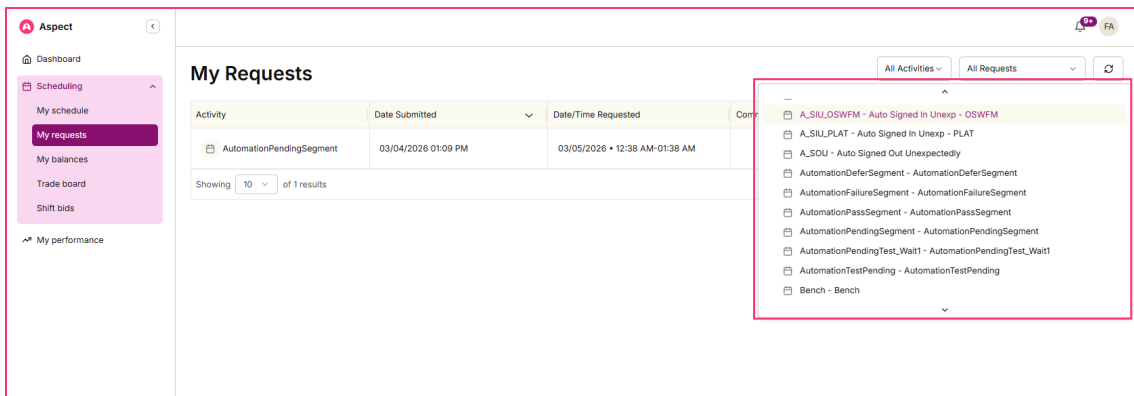 Aspect
9+
FA
Dashboard
Scheduling
My schedule
My requests
My balances
Trade board
Shift bids
My performance
My Requests
All Activities
All Requests
Activity
Date Submitted
Date/Time Requested
Comm
AutomationPendingSegment
03/04/2026 01:09 PM
03/05/2026 • 12:38 AM-01:38 AM
Showing 10 of 1 results
A_SIU_OSWFM - Auto Signed In Unexp - OSWFM
A_SIU_PLAT - Auto Signed In Unexp - PLAT
A_SOU - Auto Signed Out Unexpectedly
AutomationDeferSegment - AutomationDeferSegment
AutomationFailureSegment - AutomationFailureSegment
AutomationPassSegment - AutomationPassSegment
AutomationPendingSegment - AutomationPendingSegment
AutomationPendingTest_Wait1 - AutomationPendingTest_Wait1
AutomationTestPending - AutomationTestPending
Bench - Bench